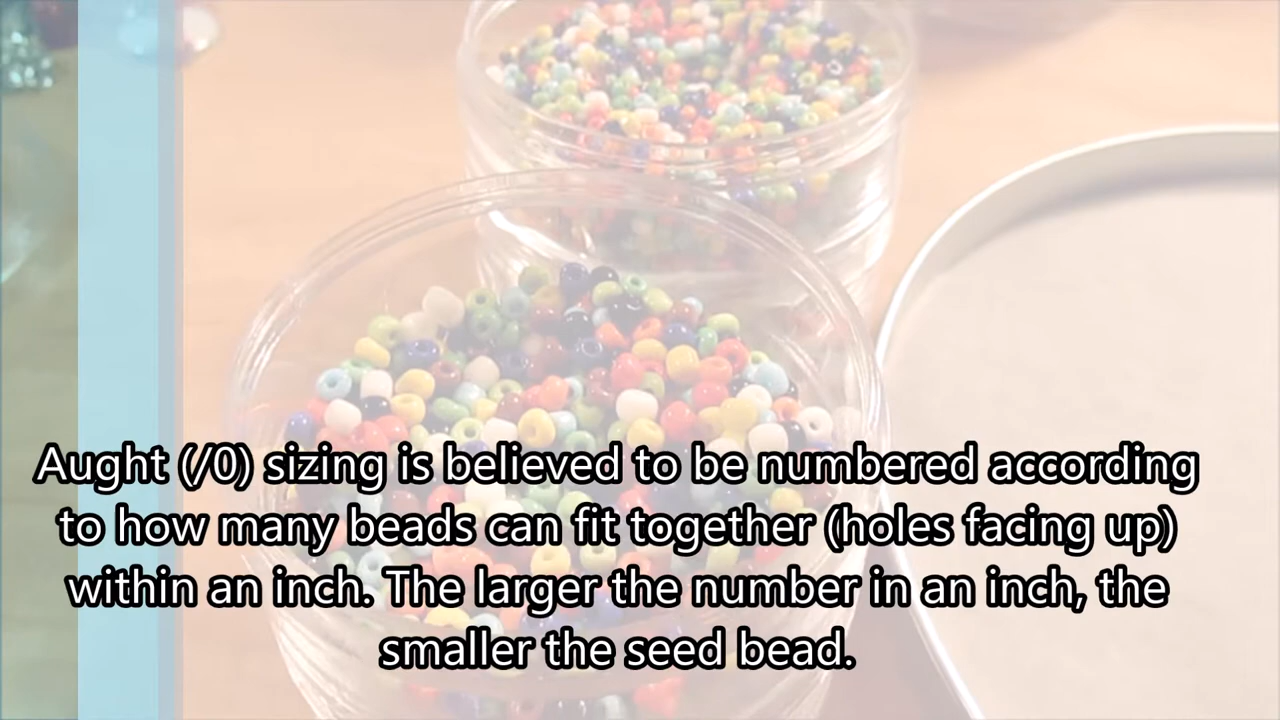 Aught (/0) sizing is believed to be numbered according
to how many beads can fit together (holes facing up)
within an inch. The larger the number in an inch, the
smaller the seed bead.